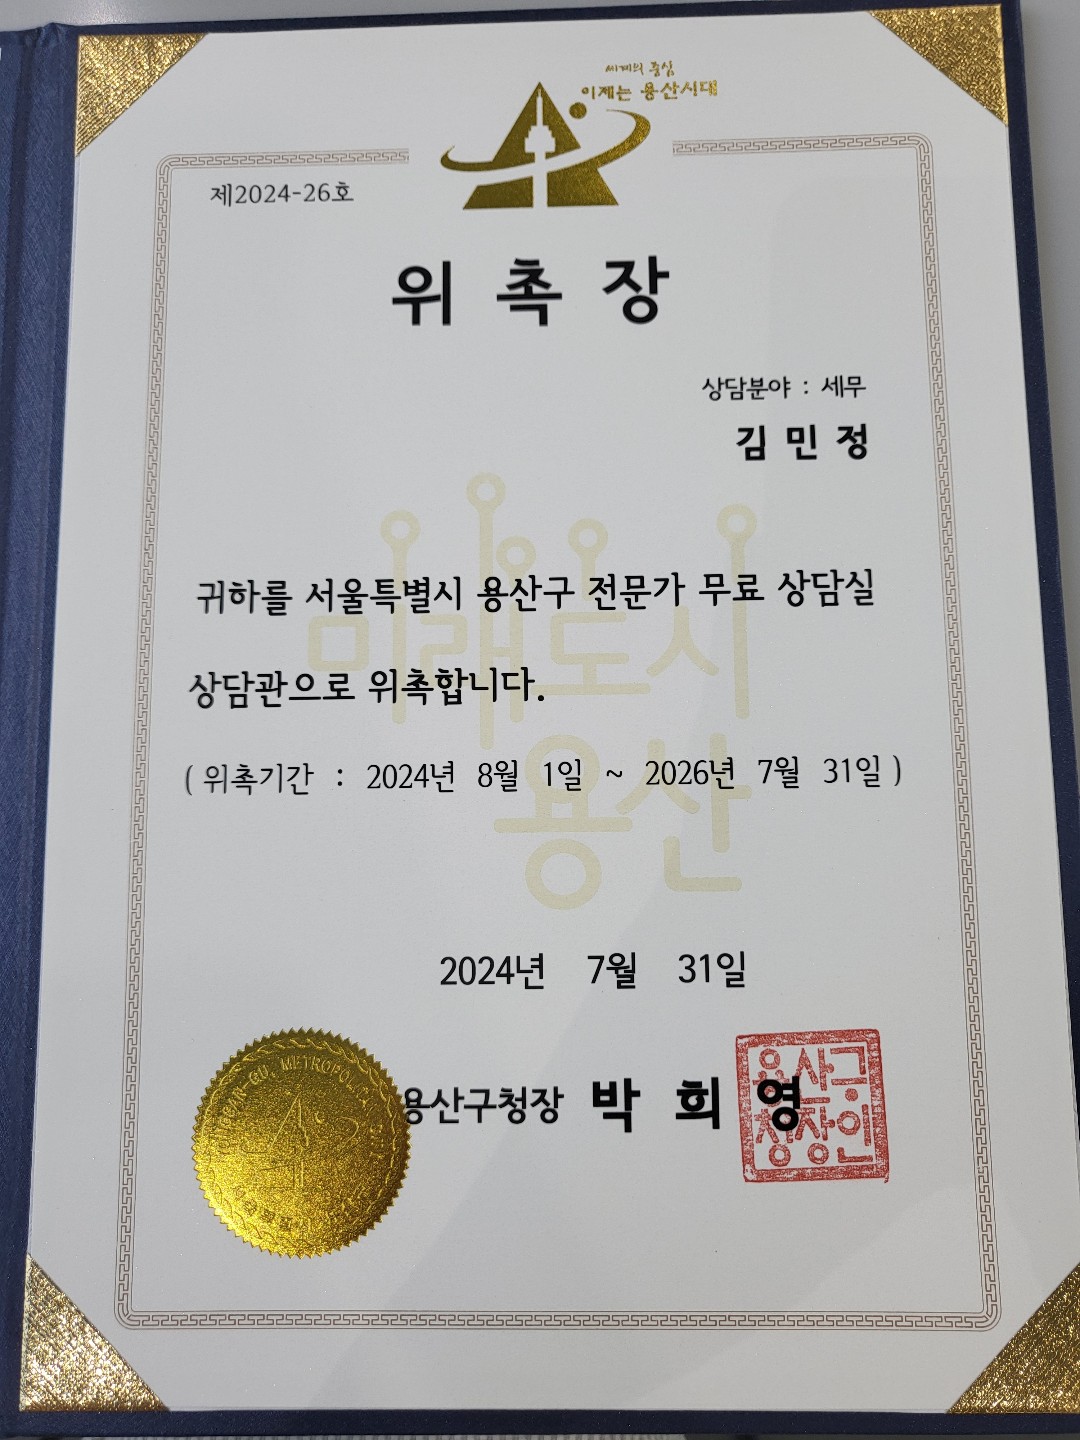 세계의 중심
이제는 용산시대
제2024-26호
위 촉 장
상담분야 : 세무
김 민 정
귀하를 서울특별시 용산구 전문가 무료 상담실
상담관으로 위촉합니다.
( 위촉기간 : 2024년 8월 1일 ~ 2026년 7월 31일 )
미래도시
용산
2024년 7월 31일
용산구청장 박 희 영
용산구
청장인
METROPOLITAN